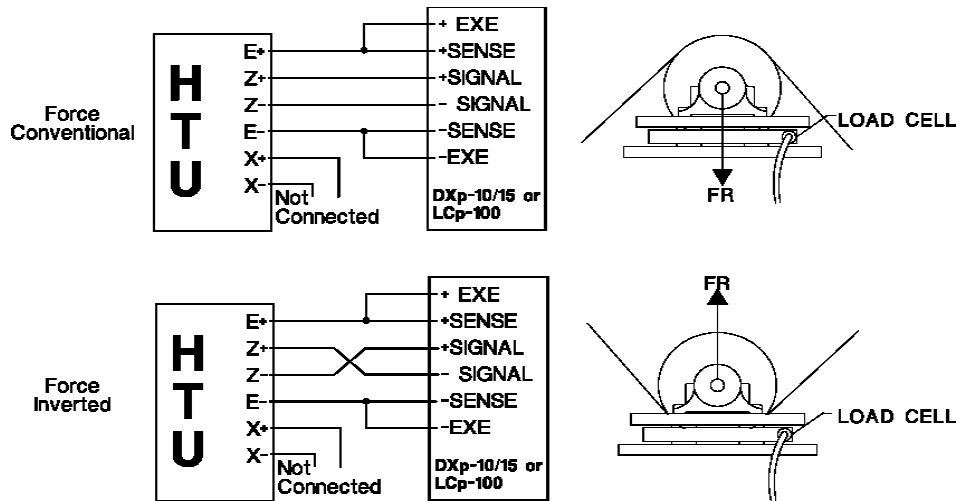 Force
Conventional
H
T
U
E+
Z+
Z-
E-
X+
X-
Not
Connected
+ EXE
+SENSE
+SIGNAL
- SIGNAL
-SENSE
-EXE
DXp-10/15 or
LCp-100
LOAD CELL
FR
Force
Inverted
H
T
U
E+
Z+
Z-
E-
X+
X-
Not
Connected
+ EXE
+SENSE
+SIGNAL
- SIGNAL
-SENSE
-EXE
DXp-10/15 or
LCp-100
FR
LOAD CELL